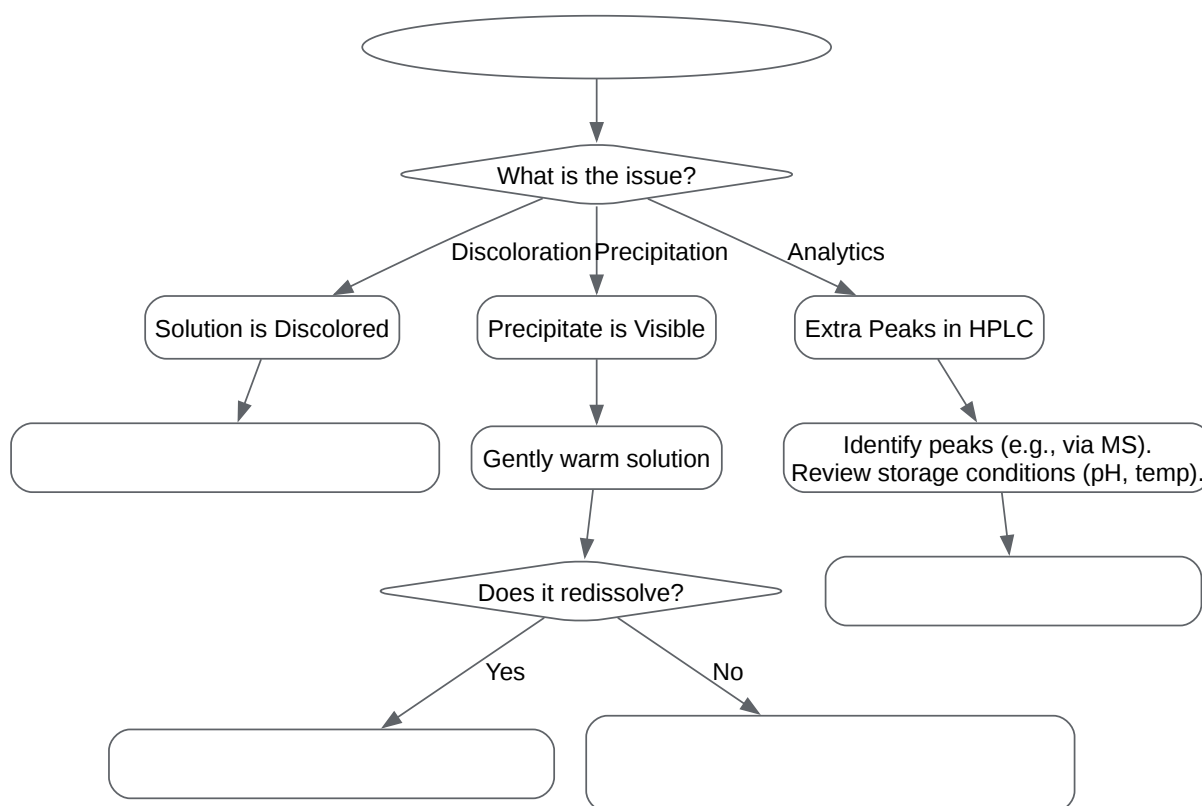 What is the issue?
Discoloration
Precipitation
Analytics
Solution is Discolored
Precipitate is Visible
Extra Peaks in HPLC
Gently warm solution
Identify peaks (e.g., via MS).
Review storage conditions (pH, temp).
Does it redissolve?
Yes
No